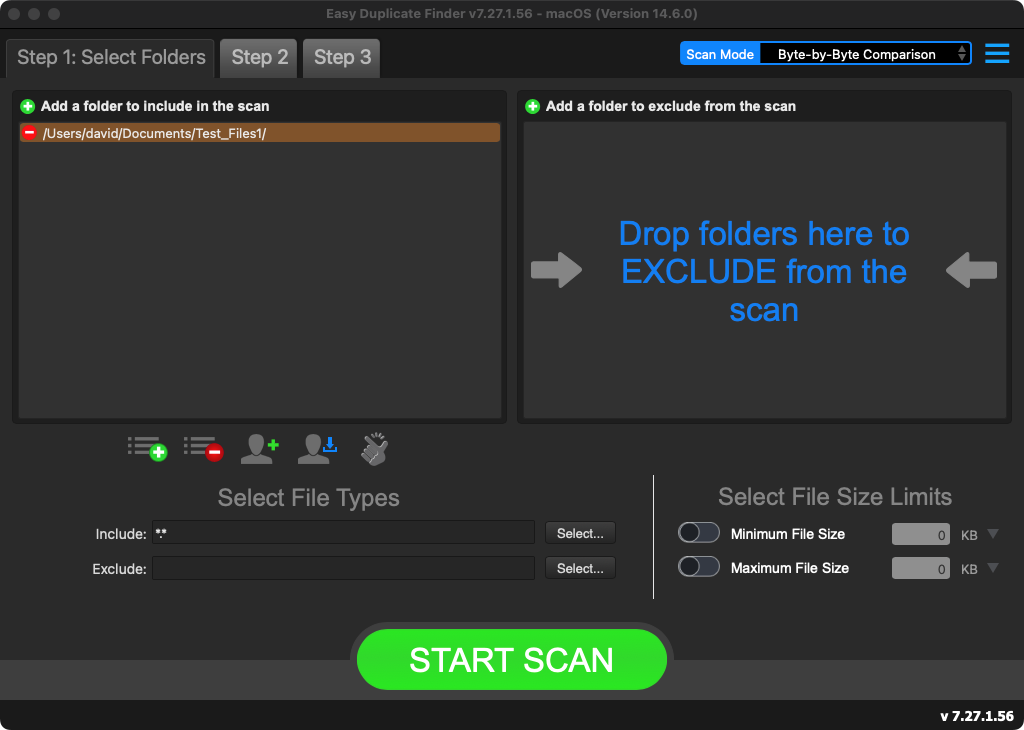 Easy Duplicate Finder v7.27.1.56 - macOS (Version 14.6.0)
Step 1: Select Folders
Step 2
Step 3
Scan Mode
Byte-by-Byte Comparison
Add a folder to include in the scan
/Users/david/Documents/Test_Files1/
Add a folder to exclude from the scan
Drop folders here to
EXCLUDE from the
scan
Select File Types
Include:
*.*
Select...
Exclude:
Select...
Select File Size Limits
Minimum File Size
0
KB
Maximum File Size
0
KB
START SCAN
v 7.27.1.56